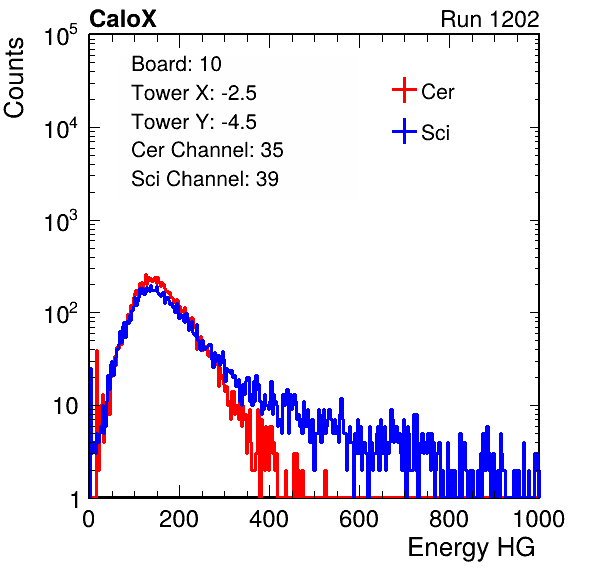 CaloX
Run 1202
Counts
10^5
10^4
10^3
10^2
10
1
Board: 10
Tower X: -2.5
Tower Y: -4.5
Cer Channel: 35
Sci Channel: 39
Cer
Sci
0 200 400 600 800 1000
Energy HG